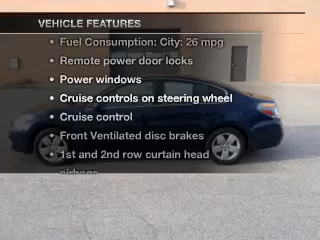 VEHICLE FEATURES
• Fuel Consumption: City: 26 mpg
• Remote power door locks
• Power windows
• Cruise controls on steering wheel
• Cruise control
• Front Ventilated disc brakes
• 1st and 2nd row curtain head
airbags